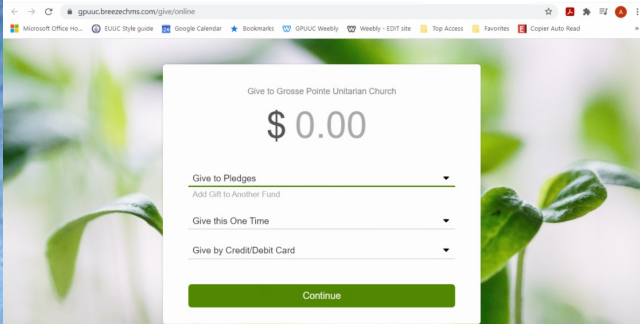 gpuuc.breezechms.com/give/online
A
Microsoft Office Ho... EUUC Style guide Google Calendar Bookmarks GPUUC Weebly Weebly - EDIT site Top Access Favorites E Copier Auto Read »
Give to Grosse Pointe Unitarian Church
$ 0.00
Give to Pledges
Add Gift to Another Fund
Give this One Time
Give by Credit/Debit Card
Continue